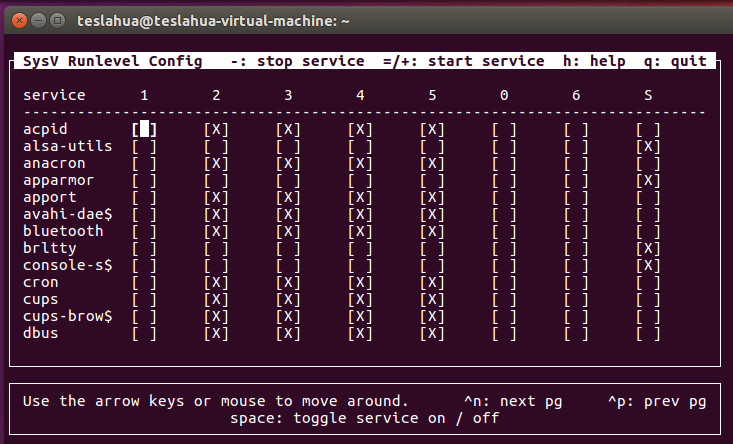 teslahua@teslahua-virtual-machine: ~
SysV Runlevel Config   -: stop service  =/+: start service  h: help  q: quit
service      1       2       3       4       5       0       6       S
----------------------------------------------------------------------------
acpid       [ ]     [X]     [X]     [X]     [X]     [ ]     [ ]     [ ]
alsa-utils  [ ]     [ ]     [ ]     [ ]     [ ]     [ ]     [ ]     [X]
anacron     [ ]     [X]     [X]     [X]     [X]     [ ]     [ ]     [ ]
apparmor    [ ]     [ ]     [ ]     [ ]     [ ]     [ ]     [ ]     [X]
apport      [ ]     [X]     [X]     [X]     [X]     [ ]     [ ]     [ ]
avahi-dae$  [ ]     [X]     [X]     [X]     [X]     [ ]     [ ]     [ ]
bluetooth   [ ]     [X]     [X]     [X]     [X]     [ ]     [ ]     [ ]
brltty      [ ]     [ ]     [ ]     [ ]     [ ]     [ ]     [ ]     [X]
console-s$  [ ]     [ ]     [ ]     [ ]     [ ]     [ ]     [ ]     [X]
cron        [ ]     [X]     [X]     [X]     [X]     [ ]     [ ]     [ ]
cups        [ ]     [X]     [X]     [X]     [X]     [ ]     [ ]     [ ]
cups-brow$  [ ]     [X]     [X]     [X]     [X]     [ ]     [ ]     [ ]
dbus        [ ]     [X]     [X]     [X]     [X]     [ ]     [ ]     [ ]
Use the arrow keys or mouse to move around.      ^n: next pg     ^p: prev pg
space: toggle service on / off